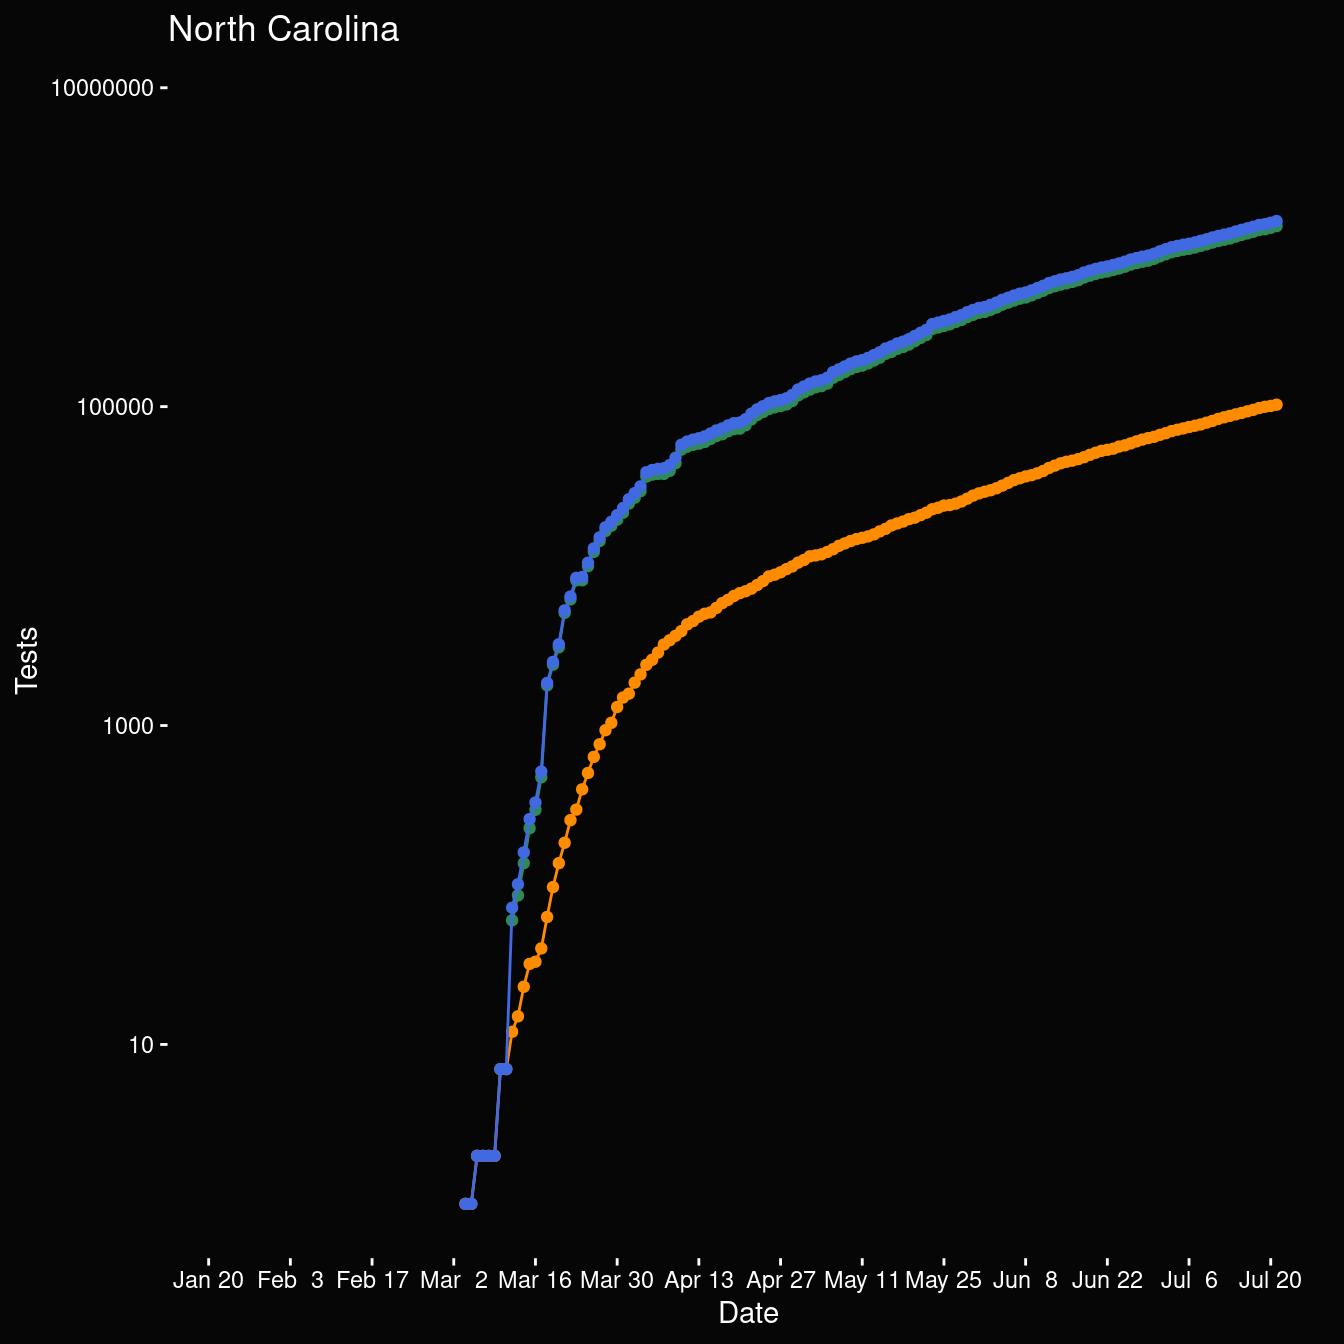 North Carolina
10000000
100000
1000
10
Tests
Jan 20 Feb  3 Feb 17 Mar  2 Mar 16 Mar 30 Apr 13 Apr 27 May 11 May 25 Jun  8 Jun 22 Jul  6 Jul 20
Date